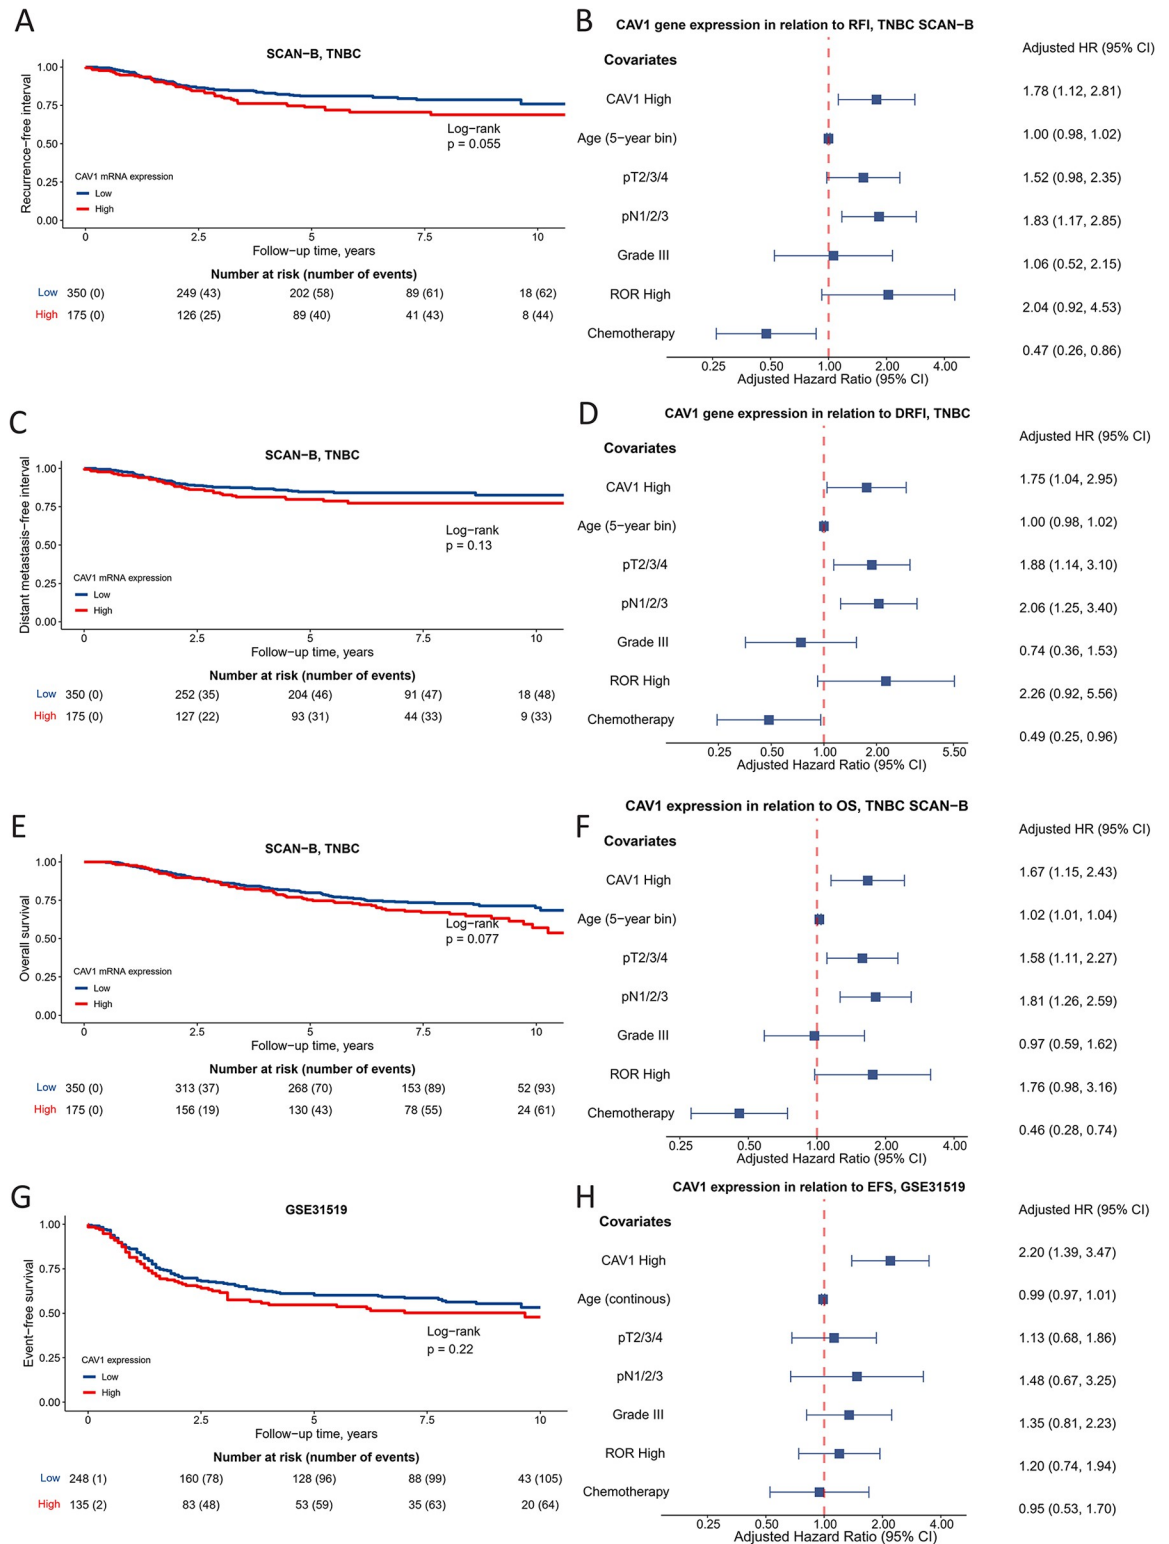 A
SCAN−B, TNBC
Recurrence−free interval
1.00
0.75
0.50
0.25
0.00
Log−rank
p = 0.055
CAV1 mRNA expression
Low
High
0 2.5 5 7.5 10
Follow−up time, years
Number at risk (number of events)
Low 350 (0) 249 (43) 202 (58) 89 (61) 18 (62)
High 175 (0) 126 (25) 89 (40) 41 (43) 8 (44)
B
CAV1 gene expression in relation to RFI, TNBC SCAN−B
Covariates Adjusted HR (95% CI)
CAV1 High 1.78 (1.12, 2.81)
Age (5−year bin) 1.00 (0.98, 1.02)
pT2/3/4 1.52 (0.98, 2.35)
pN1/2/3 1.83 (1.17, 2.85)
Grade III 1.06 (0.52, 2.15)
ROR High 2.04 (0.92, 4.53)
Chemotherapy 0.47 (0.26, 0.86)
0.25 0.50 1.00 2.00 4.00
Adjusted Hazard Ratio (95% CI)
C
SCAN−B, TNBC
Distant metastasis−free interval
1.00
0.75
0.50
0.25
0.00
Log−rank
p = 0.13
CAV1 mRNA expression
Low
High
0 2.5 5 7.5 10
Follow−up time, years
Number at risk (number of events)
Low 350 (0) 252 (35) 204 (46) 91 (47) 18 (48)
High 175 (0) 127 (22) 93 (31) 44 (33) 9 (33)
D
CAV1 gene expression in relation to DRFI, TNBC
Covariates Adjusted HR (95% CI)
CAV1 High 1.75 (1.04, 2.95)
Age (5−year bin) 1.00 (0.98, 1.02)
pT2/3/4 1.88 (1.14, 3.10)
pN1/2/3 2.06 (1.25, 3.40)
Grade III 0.74 (0.36, 1.53)
ROR High 2.26 (0.92, 5.56)
Chemotherapy 0.49 (0.25, 0.96)
0.25 0.50 1.00 2.00 5.50
Adjusted Hazard Ratio (95% CI)
E
SCAN−B, TNBC
Overall survival
1.00
0.75
0.50
0.25
0.00
Log−rank
p = 0.077
CAV1 mRNA expression
Low
High
0 2.5 5 7.5 10
Follow−up time, years
Number at risk (number of events)
Low 350 (0) 313 (37) 268 (70) 153 (89) 52 (93)
High 175 (0) 156 (19) 130 (43) 78 (55) 24 (61)
F
CAV1 expression in relation to OS, TNBC SCAN−B
Covariates Adjusted HR (95% CI)
CAV1 High 1.67 (1.15, 2.43)
Age (5−year bin) 1.02 (1.01, 1.04)
pT2/3/4 1.58 (1.11, 2.27)
pN1/2/3 1.81 (1.26, 2.59)
Grade III 0.97 (0.59, 1.62)
ROR High 1.76 (0.98, 3.16)
Chemotherapy 0.46 (0.28, 0.74)
0.25 0.50 1.00 2.00 4.00
Adjusted Hazard Ratio (95% CI)
G
GSE31519
Event−free survival
1.00
0.75
0.50
0.25
0.00
Log−rank
p = 0.22
CAV1 expression
Low
High
0 2.5 5 7.5 10
Follow−up time, years
Number at risk (number of events)
Low 248 (1) 160 (78) 128 (96) 88 (99) 43 (105)
High 135 (2) 83 (48) 53 (59) 35 (63) 20 (64)
H
CAV1 expression in relation to EFS, GSE31519
Covariates Adjusted HR (95% CI)
CAV1 High 2.20 (1.39, 3.47)
Age (continous) 0.99 (0.97, 1.01)
pT2/3/4 1.13 (0.68, 1.86)
pN1/2/3 1.48 (0.67, 3.25)
Grade III 1.35 (0.81, 2.23)
ROR High 1.20 (0.74, 1.94)
Chemotherapy 0.95 (0.53, 1.70)
0.25 0.50 1.00 2.00 4.00
Adjusted Hazard Ratio (95% CI)